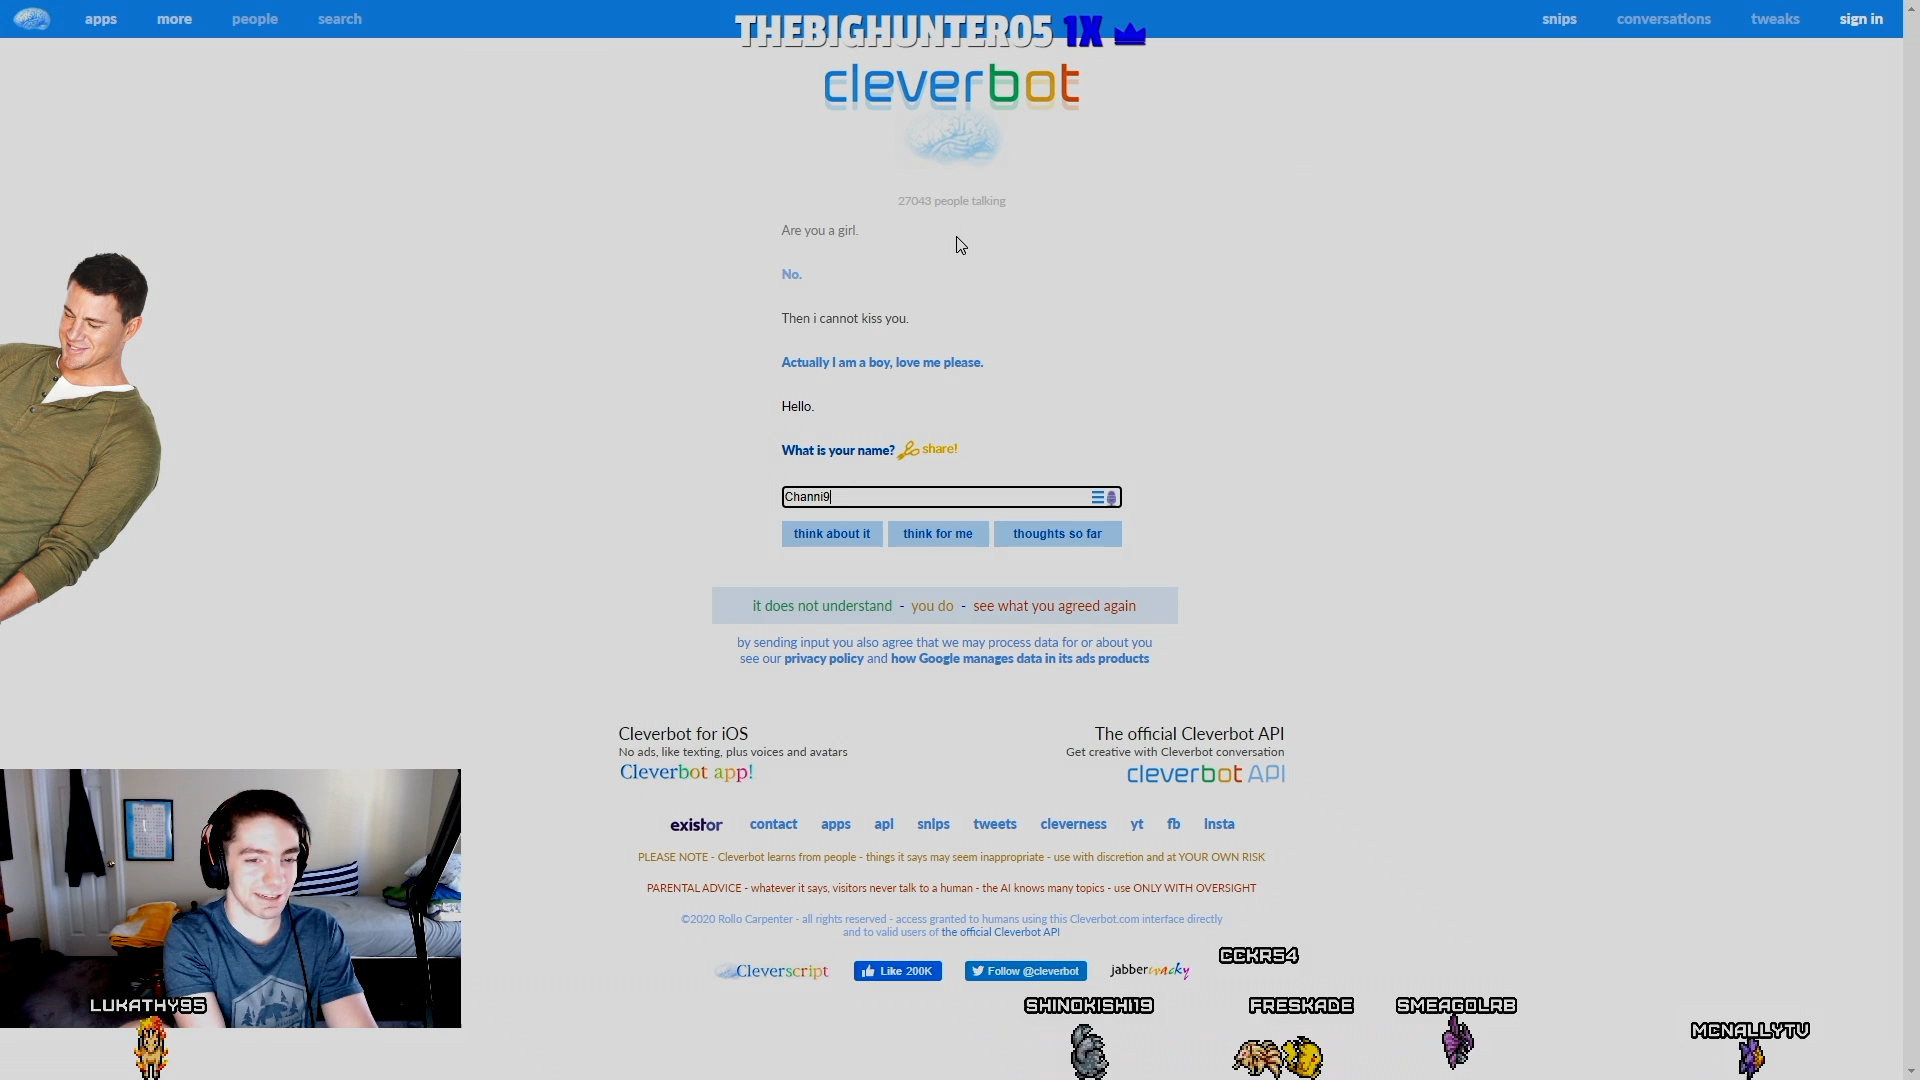 apps more people search
THEBIGHUNTER05 1X
snips conversations tweaks sign in
cleverbot
27043 people talking
Are you a girl.
No.
Then i cannot kiss you.
Actually I am a boy, love me please.
Hello.
What is your name? share!
Channi9
think about it think for me thoughts so far
it does not understand - you do - see what you agreed again
by sending input you also agree that we may process data for or about you
see our privacy policy and how Google manages data in its ads products
Cleverbot for iOS
No ads, like texting, plus voices and avatars
Cleverbot app!
The official Cleverbot API
Get creative with Cleverbot conversation
cleverbot API
existor contact apps api snips tweets cleverness yt fb insta
PLEASE NOTE - Cleverbot learns from people - things it says may seem inappropriate - use with discretion and at YOUR OWN RISK
PARENTAL ADVICE - whatever it says, visitors never talk to a human - the AI knows many topics - use ONLY WITH OVERSIGHT
©2020 Rollo Carpenter - all rights reserved - access granted to humans using this Cleverbot.com interface directly
and to valid users of the official Cleverbot API
Cleverscript Like 200K Follow @cleverbot jabberwacky
CCKR54
LUKATHY95
SHINOKISHI19
FRESKADE
SMEAGOLRB
MCNALLYTV